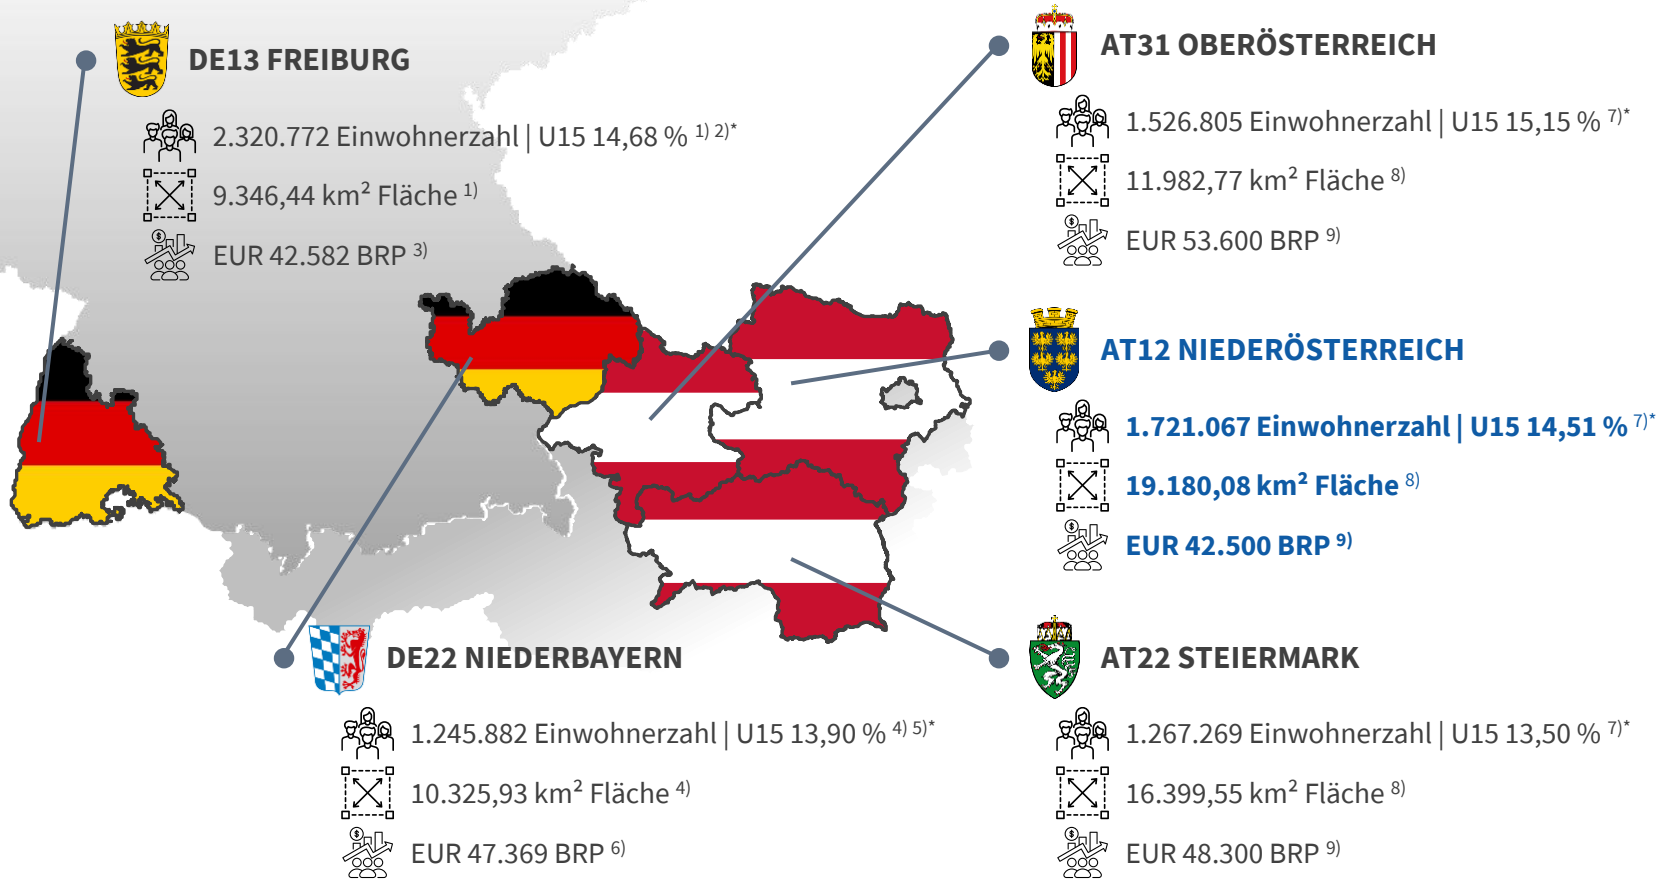 DE13 FREIBURG
2.320.772 Einwohnerzahl | U15 14,68 % 1) 2)*
9.346,44 km² Fläche 1)
EUR 42.582 BRP 3)
AT31 OBERÖSTERREICH
1.526.805 Einwohnerzahl | U15 15,15 % 7)*
11.982,77 km² Fläche 8)
EUR 53.600 BRP 9)
AT12 NIEDERÖSTERREICH
1.721.067 Einwohnerzahl | U15 14,51 % 7)*
19.180,08 km² Fläche 8)
EUR 42.500 BRP 9)
DE22 NIEDERBAYERN
1.245.882 Einwohnerzahl | U15 13,90 % 4) 5)*
10.325,93 km² Fläche 4)
EUR 47.369 BRP 6)
AT22 STEIERMARK
1.267.269 Einwohnerzahl | U15 13,50 % 7)*
16.399,55 km² Fläche 8)
EUR 48.300 BRP 9)